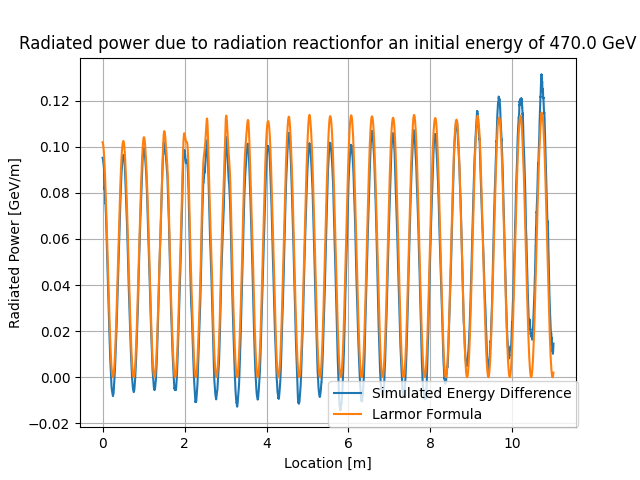 Radiated power due to radiation reactionfor an initial energy of 470.0 GeV
0.12
0.10
0.08
0.06
0.04
0.02
0.00
−0.02
Radiated Power [GeV/m]
0
2
4
6
8
10
Location [m]
Simulated Energy Difference
Larmor Formula